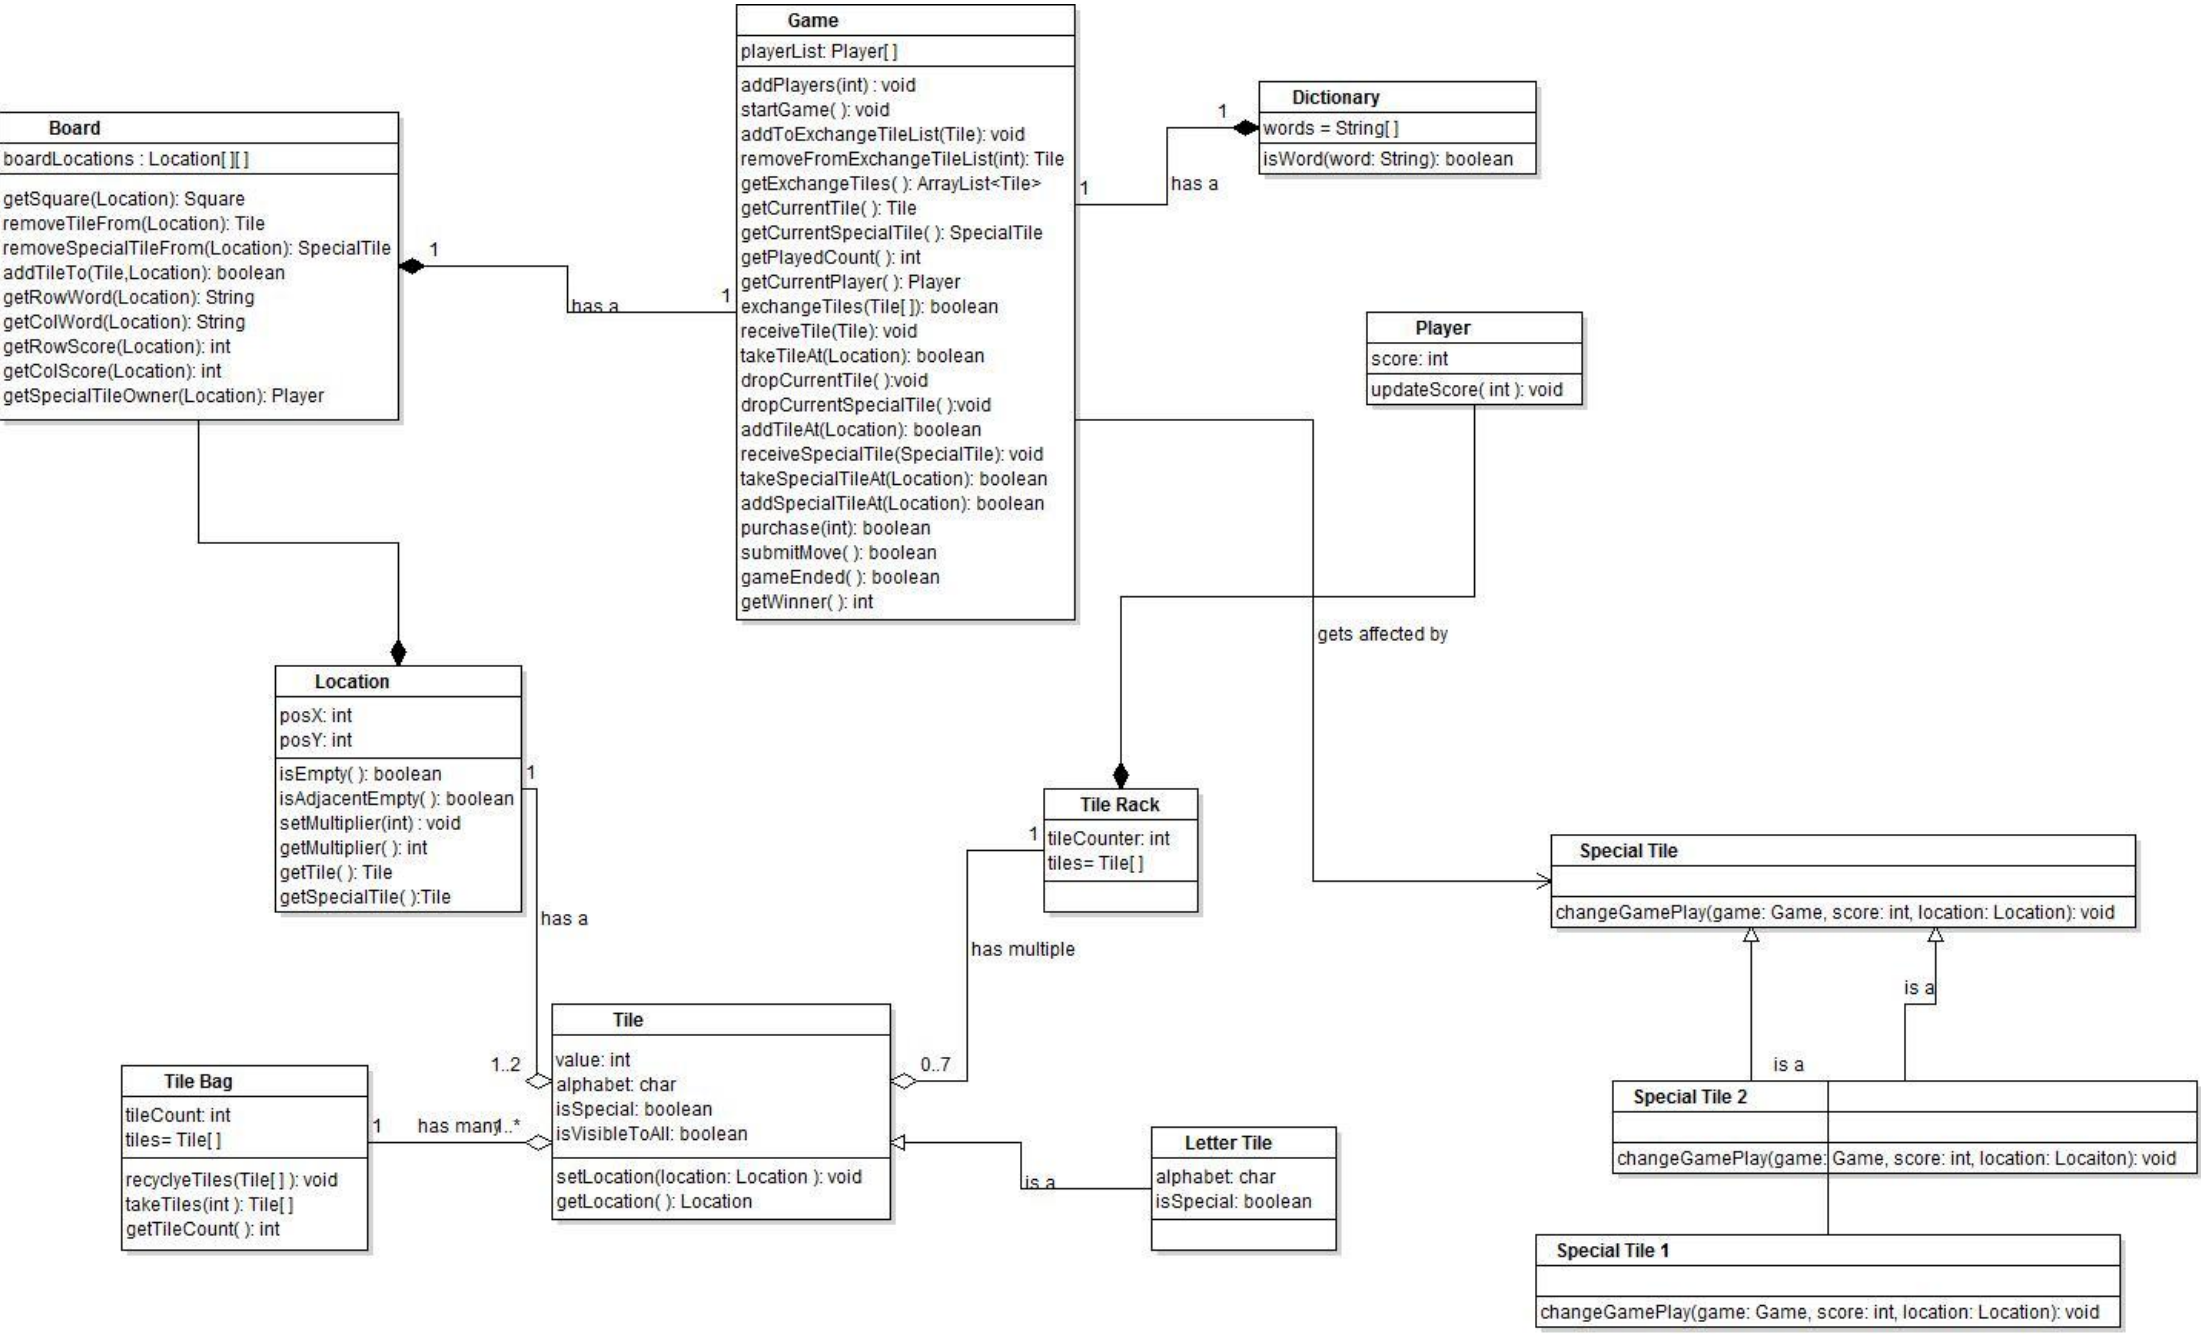 Game
playerList: Player[ ]
addPlayers(int) : void
startGame( ): void
addToExchangeTileList(Tile): void
removeFromExchangeTileList(int): Tile
getExchangeTiles( ): ArrayList<Tile>
getCurrentTile( ): Tile
getCurrentSpecialTile( ): SpecialTile
getPlayedCount( ): int
getCurrentPlayer( ): Player
exchangeTiles(Tile[ ]): boolean
receiveTile(Tile): void
takeTileAt(Location): boolean
dropCurrentTile( ):void
dropCurrentSpecialTile( ):void
addTileAt(Location): boolean
receiveSpecialTile(SpecialTile): void
takeSpecialTileAt(Location): boolean
addSpecialTileAt(Location): boolean
purchase(int): boolean
submitMove( ): boolean
gameEnded( ): boolean
getWinner( ): int
Dictionary
words = String[ ]
isWord(word: String): boolean
1
1
has a
Board
boardLocations : Location[ ][ ]
getSquare(Location): Square
removeTileFrom(Location): Tile
removeSpecialTileFrom(Location): SpecialTile
addTileTo(Tile,Location): boolean
getRowWord(Location): String
getColWord(Location): String
getRowScore(Location): int
getColScore(Location): int
getSpecialTileOwner(Location): Player
1
has a
1
Player
score: int
updateScore( int ): void
gets affected by
Location
posX: int
posY: int
isEmpty( ): boolean
isAdjacentEmpty( ): boolean
setMultiplier(int) : void
getMultiplier( ): int
getTile( ): Tile
getSpecialTile( ):Tile
1
has a
1..2
Tile Rack
tileCounter: int
tiles= Tile[ ]
1
has multiple
0..7
Special Tile
changeGamePlay(game: Game, score: int, location: Location): void
is a
is a
Tile
value: int
alphabet: char
isSpecial: boolean
isVisibleToAll: boolean
setLocation(location: Location ): void
getLocation( ): Location
Tile Bag
tileCount: int
tiles= Tile[ ]
recyclyeTiles(Tile[ ] ): void
takeTiles(int ): Tile[ ]
getTileCount( ): int
1
has many
1..*
Letter Tile
alphabet: char
isSpecial: boolean
is a
Special Tile 2
changeGamePlay(game: Game, score: int, location: Locaiton): void
Special Tile 1
changeGamePlay(game: Game, score: int, location: Location): void